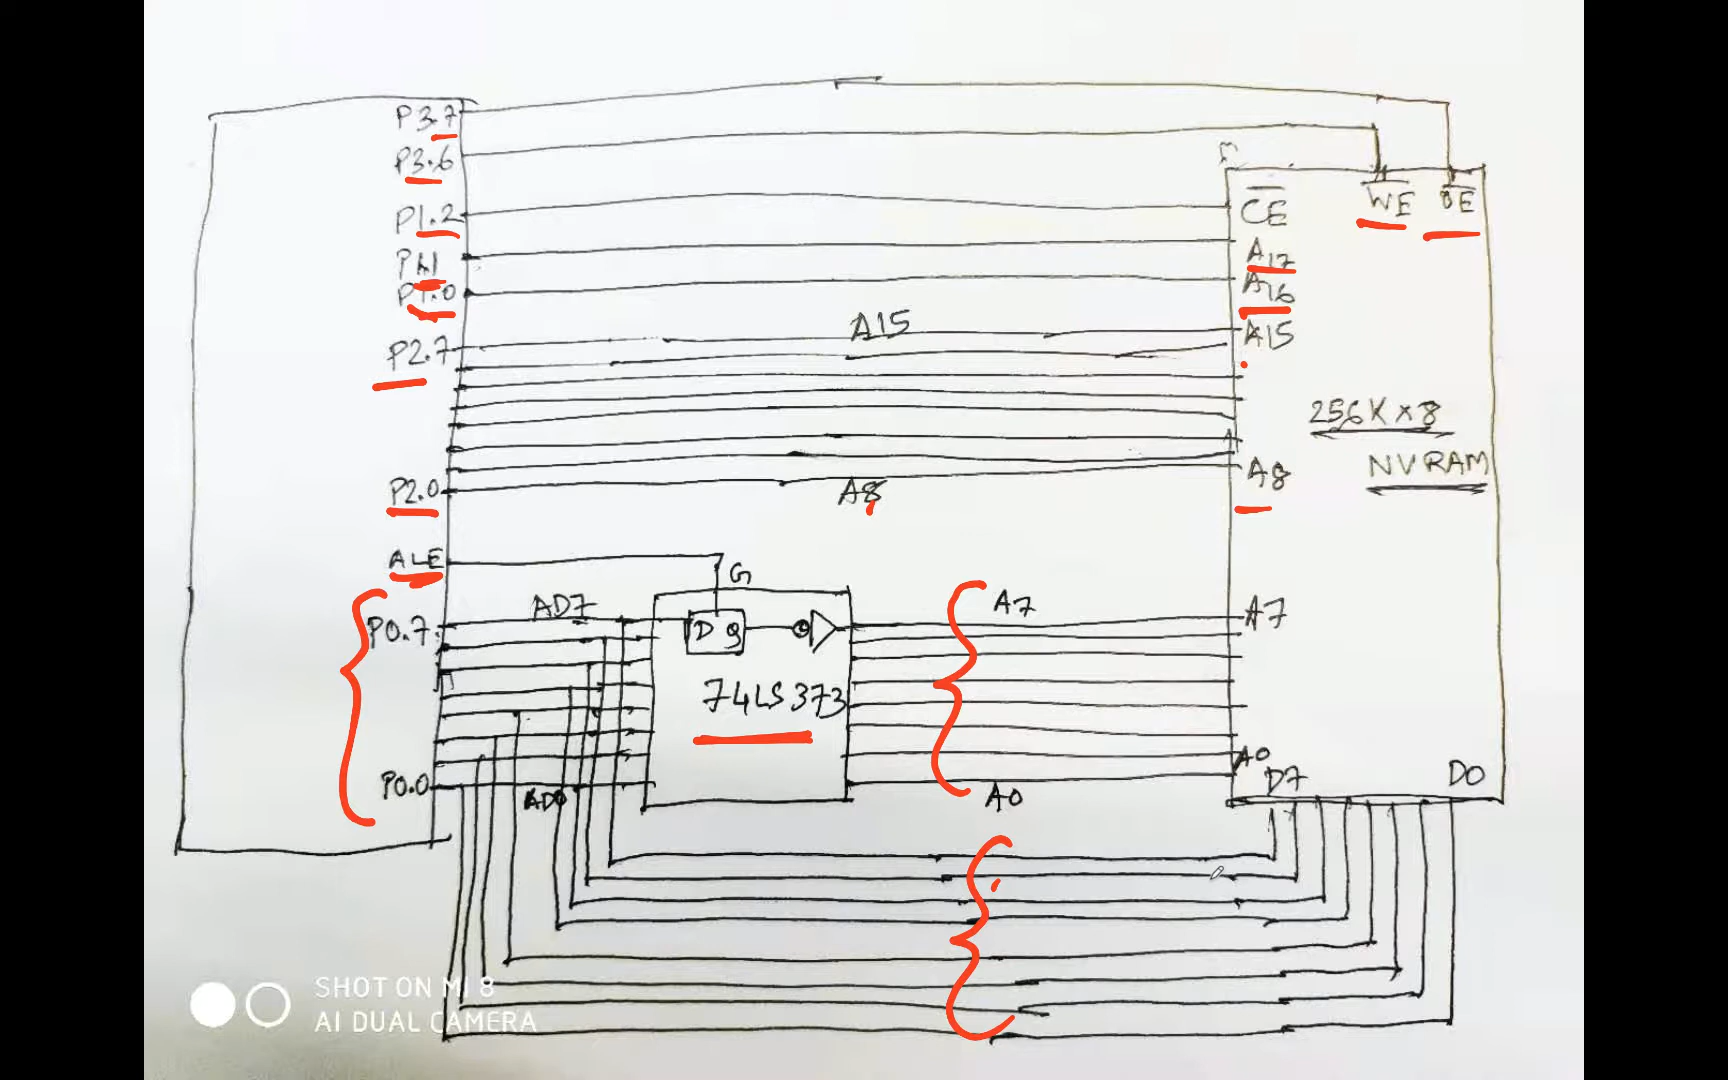 P3.7
P3.6
WE OE
P1.2
CE
P1.1
A17
P1.0
A16
A15
A15
P2.7
256K x 8
NVRAM
P2.0
A8
A8
ALE
G
AD7
A7
A7
P0.7
D Q
74LS373
A0
P0.0
AD0
A0
D7
D0
SHOT ON MI 8
AI DUAL CAMERA